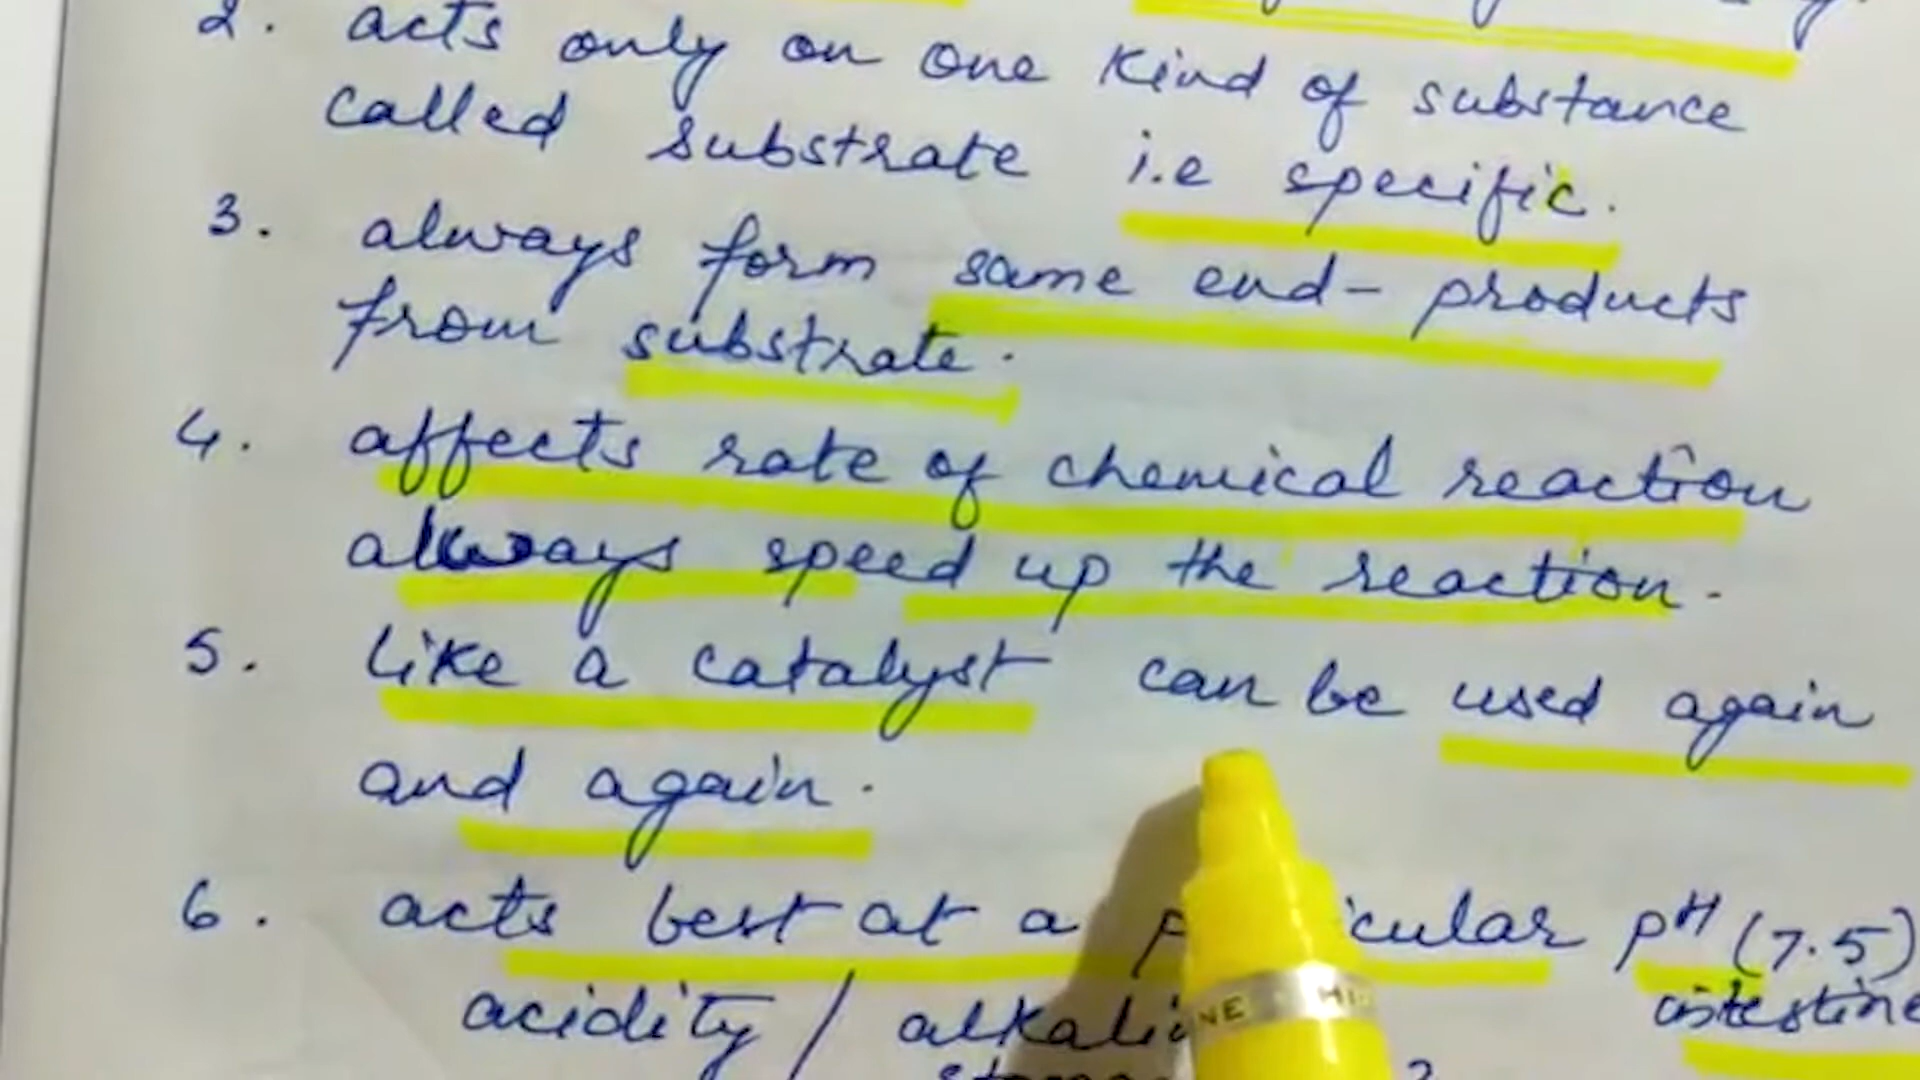 2. acts only on one kind of substance
called substrate i.e specific.
3. always form same end-products
from substrate.
4. affects rate of chemical reaction
always speed up the reaction.
5. like a catalyst can be used again
and again.
6. acts best at a pH (7.5)
acidity / intestine
NE HI